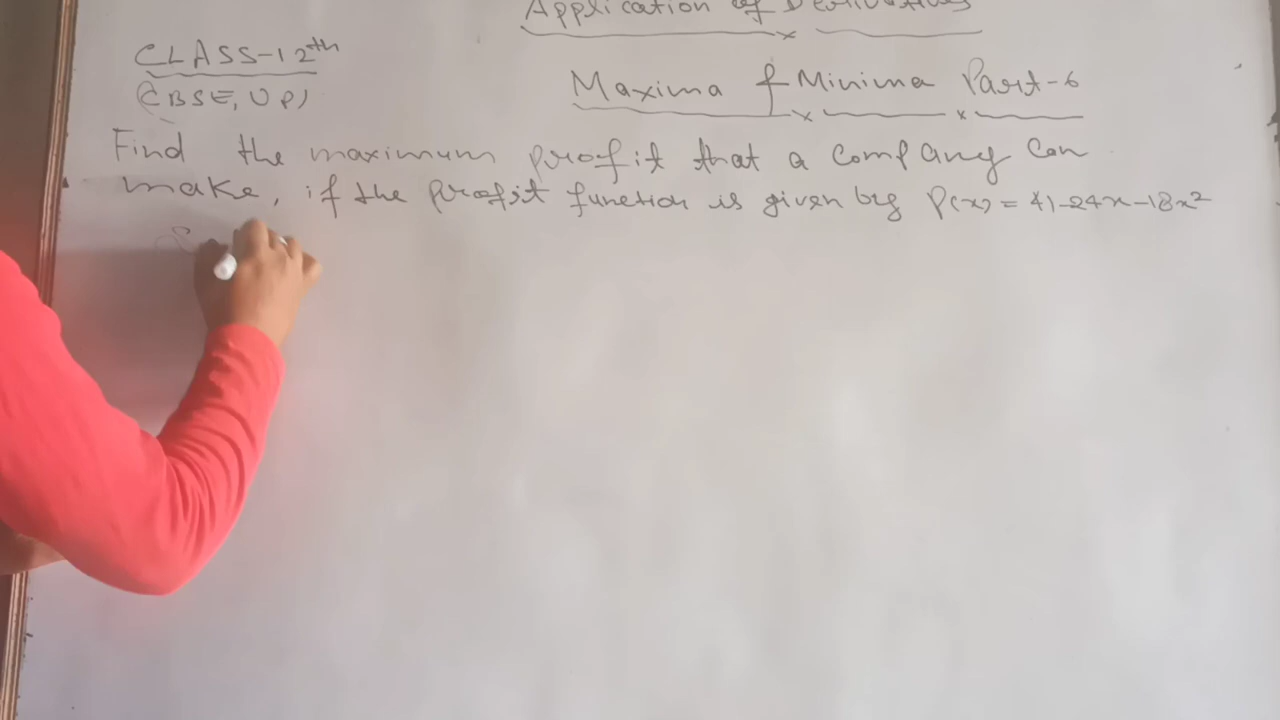 Application of Derivatives
CLASS-12th
(CBSE, UP)
Maxima & Minima Part-6
Find the maximum profit that a company can
make, if the profit function is given by P(x) = 41-24x-18x²